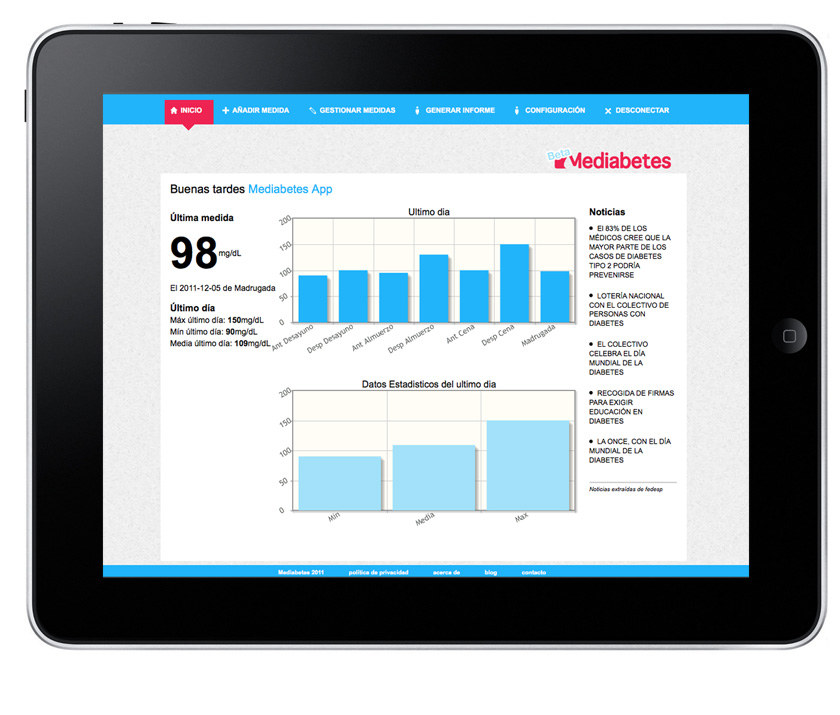 INICIO
AÑADIR MEDIDA
GESTIONAR MEDIDAS
GENERAR INFORME
CONFIGURACIÓN
DESCONECTAR
Beta
Mediabetes
Buenas tardes Mediabetes App
Última medida
98 mg/dL
El 2011-12-05 de Madrugada
Último día
Máx último día: 150mg/dL
Mín último día: 90mg/dL
Media último día: 109mg/dL
Ultimo dia
200
150
100
50
0
Ant Desayuno
Desp Desayuno
Ant Almuerzo
Desp Almuerzo
Ant Cena
Desp Cena
Madrugada
Datos Estadisticos del ultimo dia
200
150
100
50
0
Min
Media
Max
Noticias
El 83% DE LOS
MÉDICOS CREE QUE LA
MAYOR PARTE DE LOS
CASOS DE DIABETES
TIPO 2 PODRÍA
PREVENIRSE
LOTERÍA NACIONAL
CON EL COLECTIVO DE
PERSONAS CON
DIABETES
EL COLECTIVO
CELEBRA EL DÍA
MUNDIAL DE LA
DIABETES
RECOGIDA DE FIRMAS
PARA EXIGIR
EDUCACIÓN EN
DIABETES
LA ONCE, CON EL DÍA
MUNDIAL DE LA
DIABETES
Noticias extraídas de fedesp
Mediabetes 2011
política de privacidad
acerca de
blog
contacto